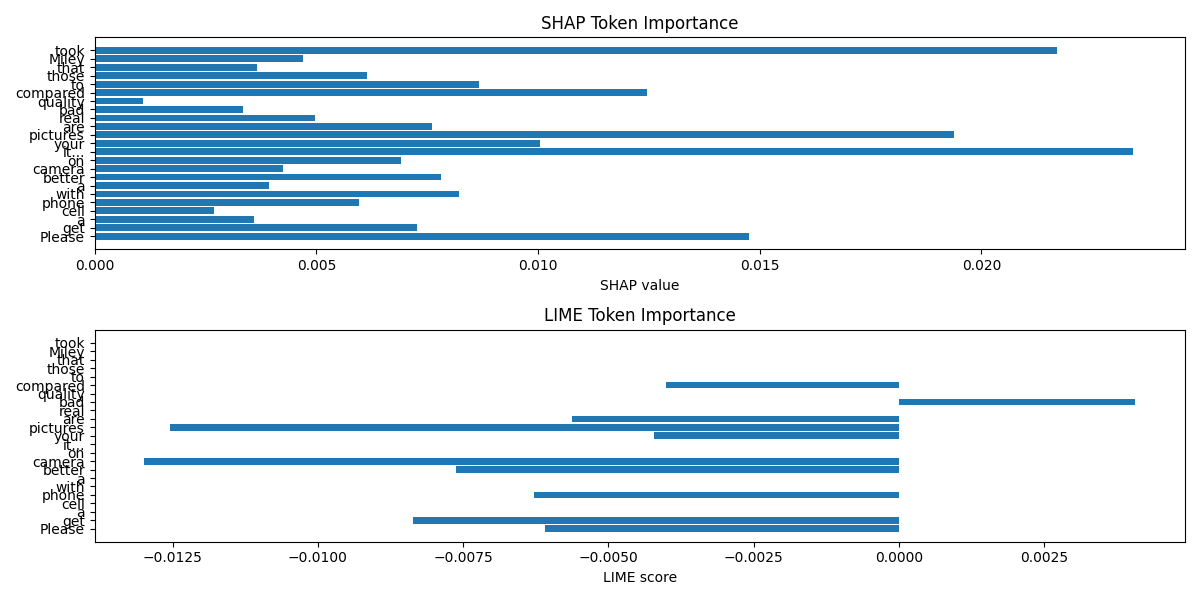 SHAP Token Importance
took
Miley
that
those
to
compared
quality
bad
real
are
pictures
your
it...
on
camera
better
a
with
phone
cell
a
get
Please
0.000 0.005 0.010 0.015 0.020
SHAP value
LIME Token Importance
took
Miley
that
those
to
compared
quality
bad
real
are
pictures
your
it...
on
camera
better
a
with
phone
cell
a
get
Please
−0.0125 −0.0100 −0.0075 −0.0050 −0.0025 0.0000 0.0025
LIME score